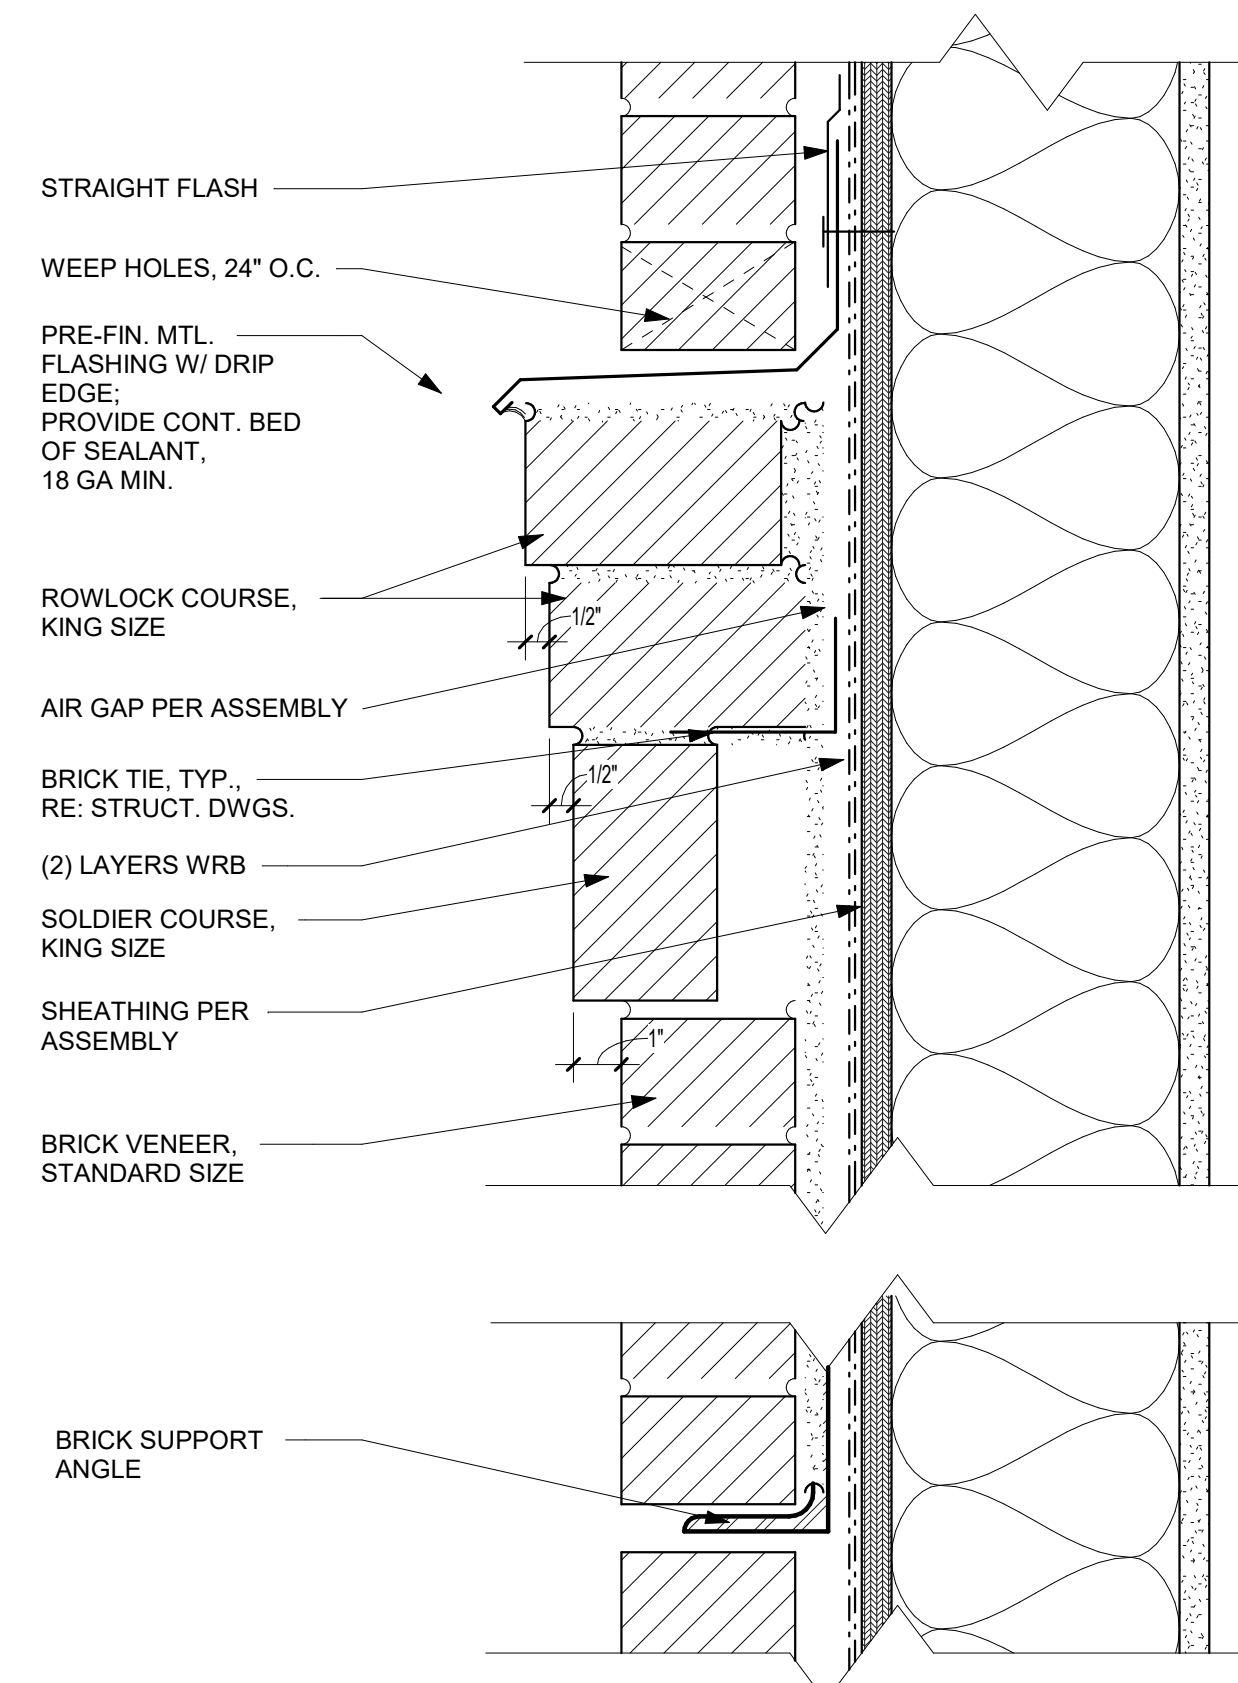 STRAIGHT FLASH
WEEP HOLES, 24" O.C.
PRE-FIN. MTL.
FLASHING W/ DRIP
EDGE;
PROVIDE CONT. BED
OF SEALANT,
18 GA MIN.
ROWLOCK COURSE,
KING SIZE
1/2"
AIR GAP PER ASSEMBLY
BRICK TIE, TYP.,
RE: STRUCT. DWGS.
1/2"
(2) LAYERS WRB
SOLDIER COURSE,
KING SIZE
SHEATHING PER
ASSEMBLY
1"
BRICK VENEER,
STANDARD SIZE
BRICK SUPPORT
ANGLE